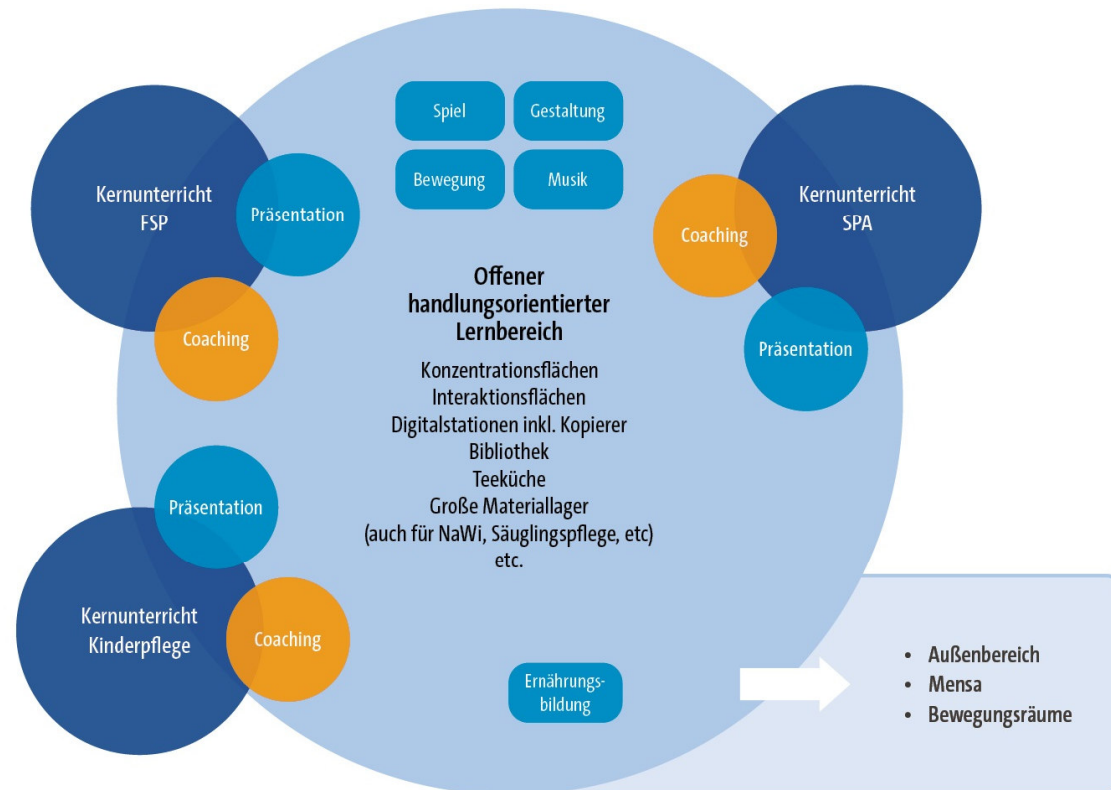 Spiel
Gestaltung
Bewegung
Musik
Kernunterricht
FSP
Präsentation
Coaching
Kernunterricht
SPA
Coaching
Präsentation
Offener
handlungsorientierter
Lernbereich
Konzentrationsflächen
Interaktionsflächen
Digitalstationen inkl. Kopierer
Bibliothek
Teeküche
Große Materiallager
(auch für NaWi, Säuglingspflege, etc)
etc.
Präsentation
Kernunterricht
Kinderpflege
Coaching
Ernährungs-
bildung
• Außenbereich
• Mensa
• Bewegungsräume